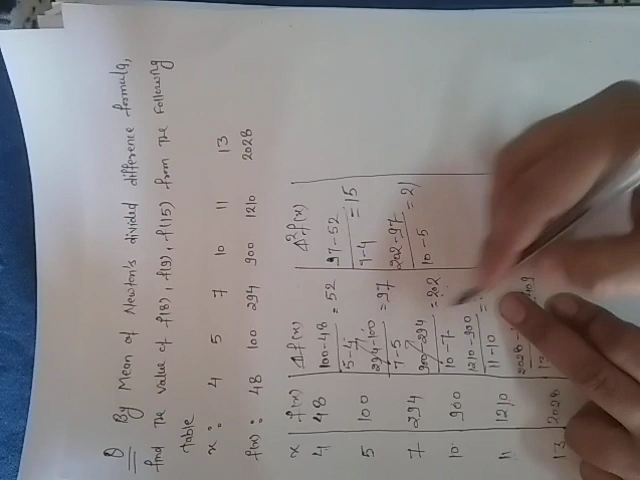 Q By Mean of Newton's divided difference formula,
find the value of f(8), f(9), f(15) from the following
table
x: 4 5 7 10 11 13
f(x): 48 100 294 900 1210 2028
x f(x) Δf(x) Δ²f(x)
4 48 100-48/5-4 = 52 97-52/7-4 = 15
5 100 294-100/7-5 = 97 202-97/10-5 = 21
7 294 900-294/10-7 = 202
10 900 1210-900/11-10 =
11 1210 2028-
13 2028